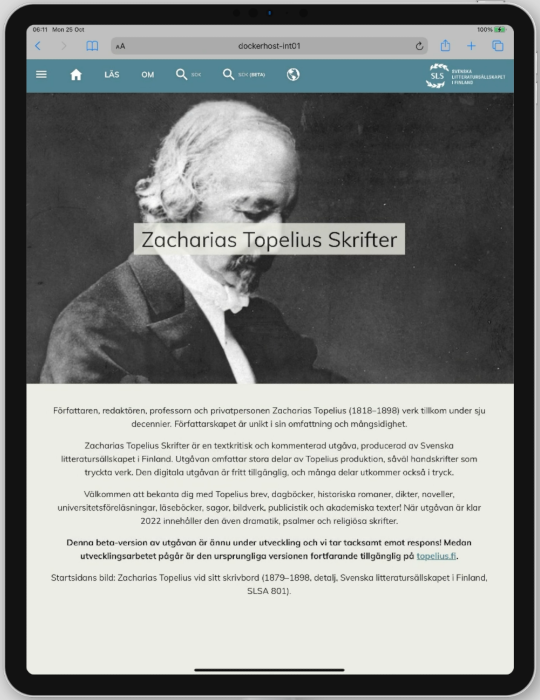 06:11 Mon 25 Oct
100%
AA
dockerhost-int01
LÄS
OM
SÖK
SÖK (BETA)
SLS
SVENSKA
LITTERATURSÄLLSKAPET
I FINLAND
Zacharias Topelius Skrifter
Författaren, redaktören, professorn och privatpersonen Zacharias Topelius (1818–1898) verk tillkom under sju
decennier. Författarskapet är unikt i sin omfattning och mångsidighet.
Zacharias Topelius Skrifter är en textkritisk och kommenterad utgåva, producerad av Svenska
litteratursällskapet i Finland. Utgåvan omfattar stora delar av Topelius produktion, såväl handskrifter som
tryckta verk. Den digitala utgåvan är fritt tillgänglig, och många delar utkommer också i tryck.
Välkommen att bekanta dig med Topelius brev, dagböcker, historiska romaner, dikter, noveller,
universitetsföreläsningar, läseböcker, sagor, bildverk, publicistik och akademiska texter! När utgåvan är klar
2022 innehåller den även dramatik, psalmer och religiösa skrifter.
Denna beta-version av utgåvan är ännu under utveckling och vi tar tacksamt emot respons! Medan
utvecklingsarbetet pågår är den ursprungliga versionen fortfarande tillgänglig på topelius.fi.
Startsidans bild: Zacharias Topelius vid sitt skrivbord (1879–1898, detalj, Svenska litteratursällskapet i Finland,
SLSA 801).